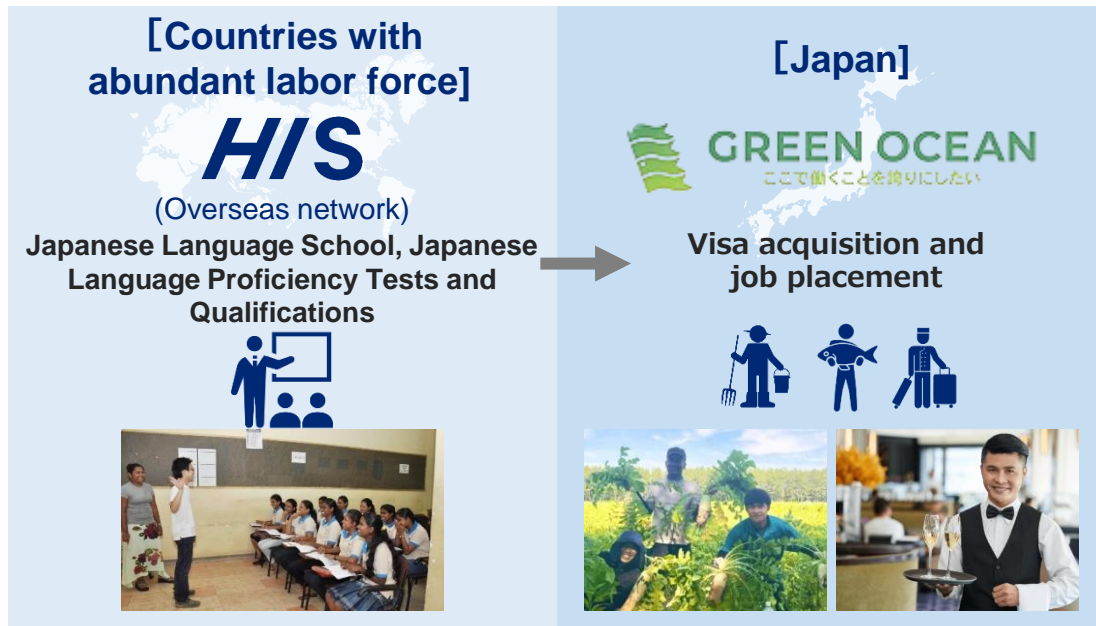 ［Countries with
abundant labor force]
HIS
(Overseas network)
Japanese Language School, Japanese
Language Proficiency Tests and
Qualifications
［Japan]
GREEN OCEAN
ここで働くことを誇りにしたい
Visa acquisition and
job placement